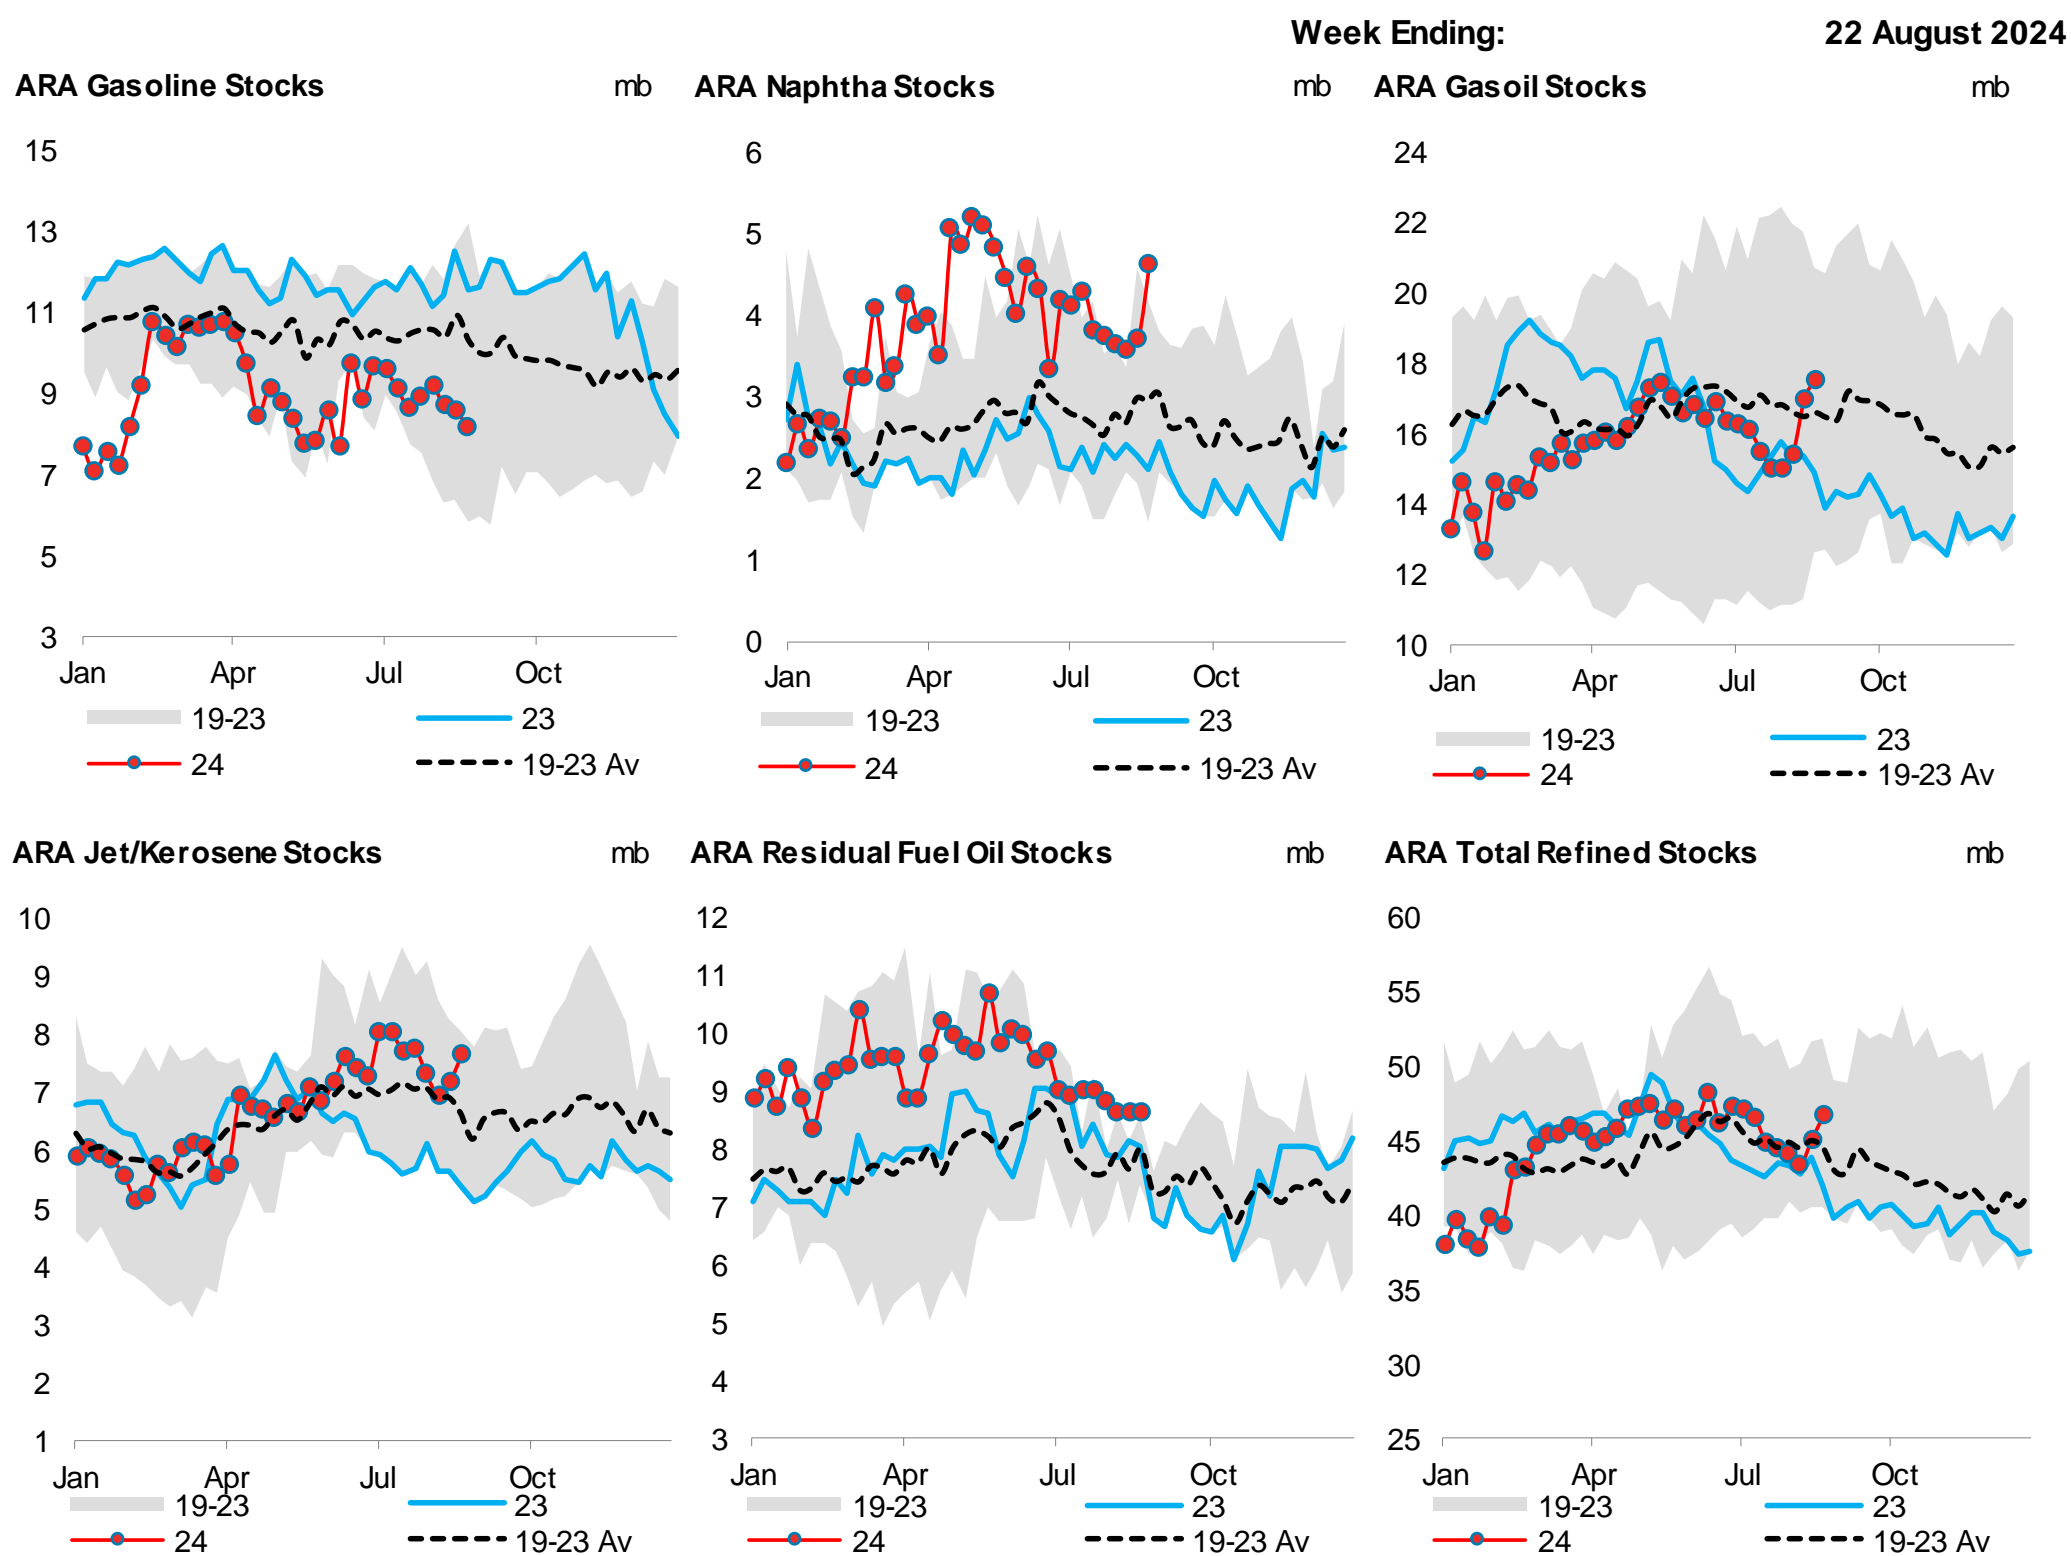 Week Ending: 22 August 2024
ARA Gasoline Stocks mb
15
13
11
9
7
5
3
Jan Apr Jul Oct
19-23 23
24 19-23 Av
ARA Naphtha Stocks mb
6
5
4
3
2
1
0
Jan Apr Jul Oct
19-23 23
24 19-23 Av
ARA Gasoil Stocks mb
24
22
20
18
16
14
12
10
Jan Apr Jul Oct
19-23 23
24 19-23 Av
ARA Jet/Kerosene Stocks mb
10
9
8
7
6
5
4
3
2
1
Jan Apr Jul Oct
19-23 23
24 19-23 Av
ARA Residual Fuel Oil Stocks mb
12
11
10
9
8
7
6
5
4
3
Jan Apr Jul Oct
19-23 23
24 19-23 Av
ARA Total Refined Stocks mb
60
55
50
45
40
35
30
25
Jan Apr Jul Oct
19-23 23
24 19-23 Av